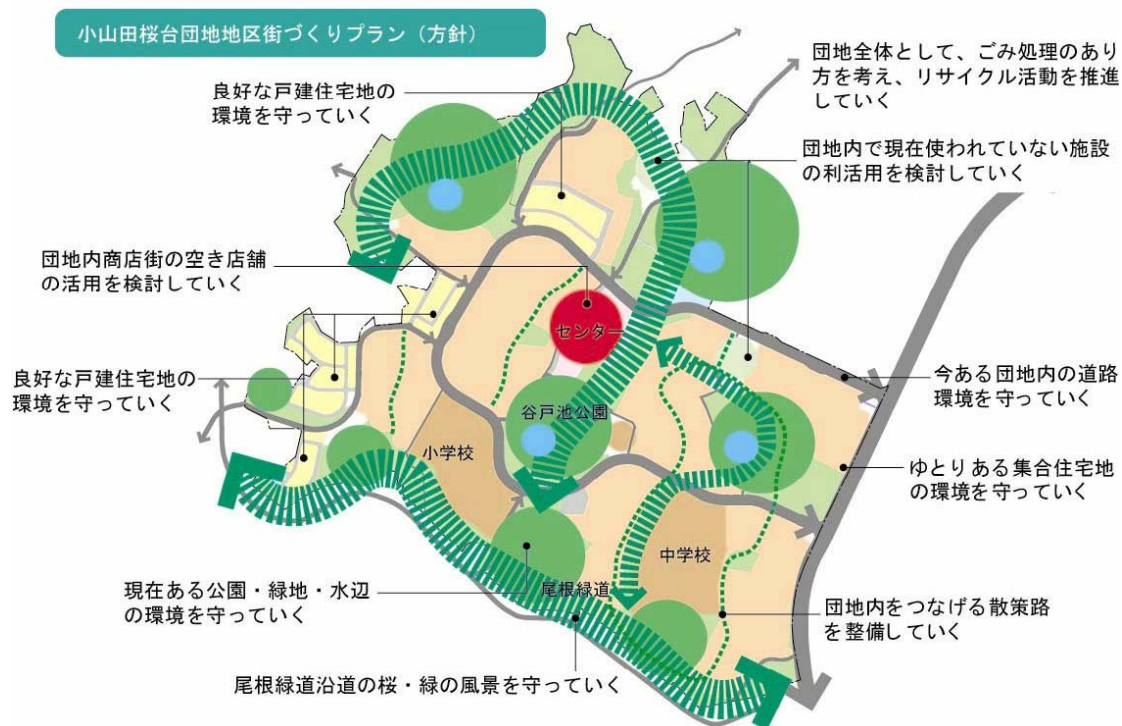 小山田桜台団地地区街づくりプラン（方針）
良好な戸建住宅地の
環境を守っていく
団地全体として、ごみ処理のあり
方を考え、リサイクル活動を推進
していく
団地内で現在使われていない施設
の利活用を検討していく
団地内商店街の空き店舗
の活用を検討していく
センター
良好な戸建住宅地の
環境を守っていく
今ある団地内の道路
環境を守っていく
谷戸池公園
小学校
ゆとりある集合住宅地
の環境を守っていく
中学校
現在ある公園・緑地・水辺
の環境を守っていく
尾根緑道
団地内をつなげる散策路
を整備していく
尾根緑道沿道の桜・緑の風景を守っていく